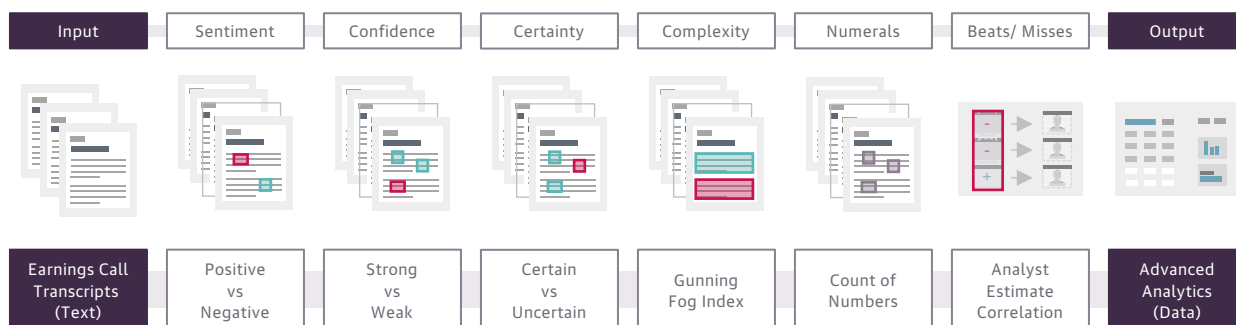 Input
Sentiment
Confidence
Certainty
Complexity
Numerals
Beats/ Misses
Output
-
-
+
Earnings Call
Transcripts
(Text)
Positive
vs
Negative
Strong
vs
Weak
Certain
vs
Uncertain
Gunning
Fog Index
Count of
Numbers
Analyst
Estimate
Correlation
Advanced
Analytics
(Data)